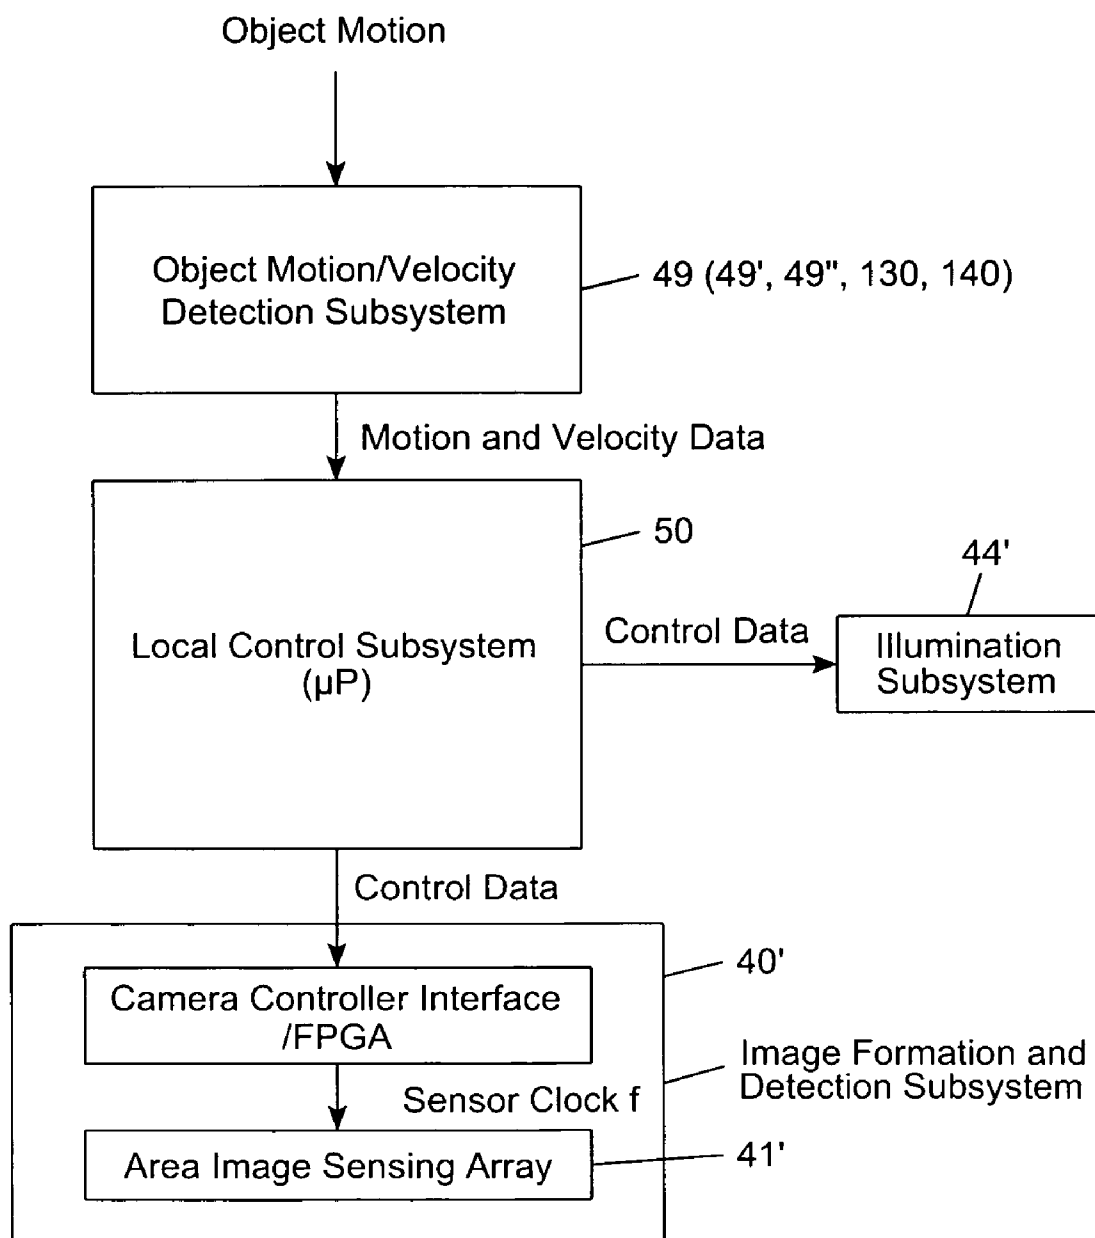 Object Motion
Object Motion/Velocity
Detection Subsystem
49 (49', 49", 130, 140)
Motion and Velocity Data
50
44'
Local Control Subsystem
(µP)
Control Data
Illumination
Subsystem
Control Data
40'
Camera Controller Interface
/FPGA
Image Formation and
Detection Subsystem
Sensor Clock f
Area Image Sensing Array
41'